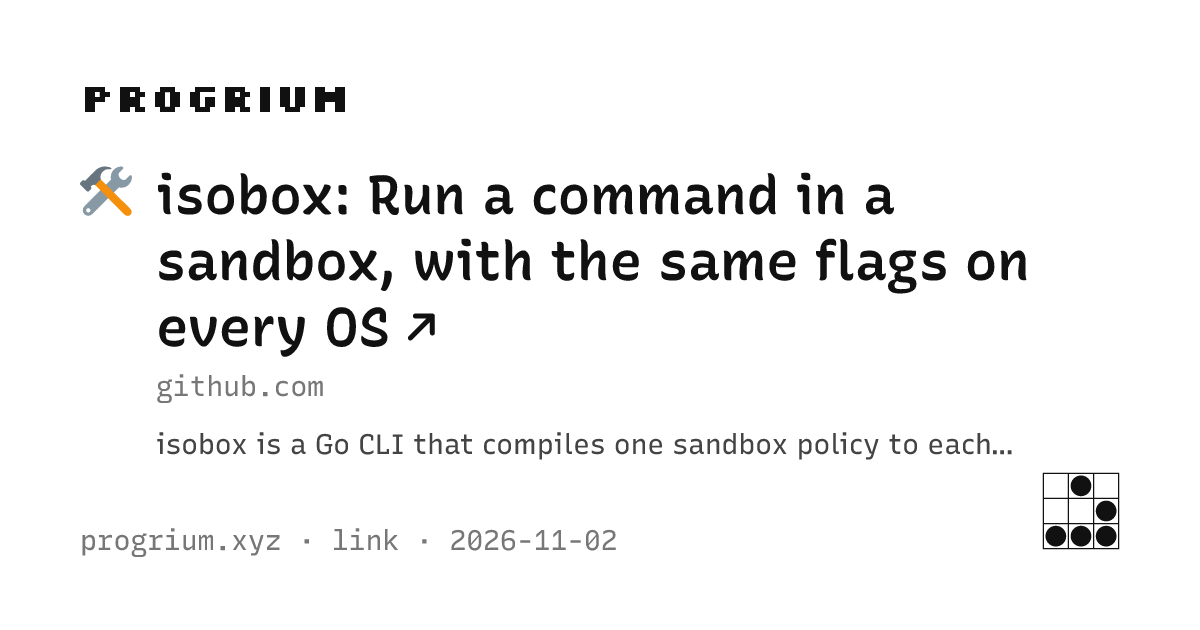 PROGRIUM
🛠 isobox: Run a command in a
sandbox, with the same flags on
every OS ↗
github.com
isobox is a Go CLI that compiles one sandbox policy to each...
progrium.xyz · link · 2026-11-02